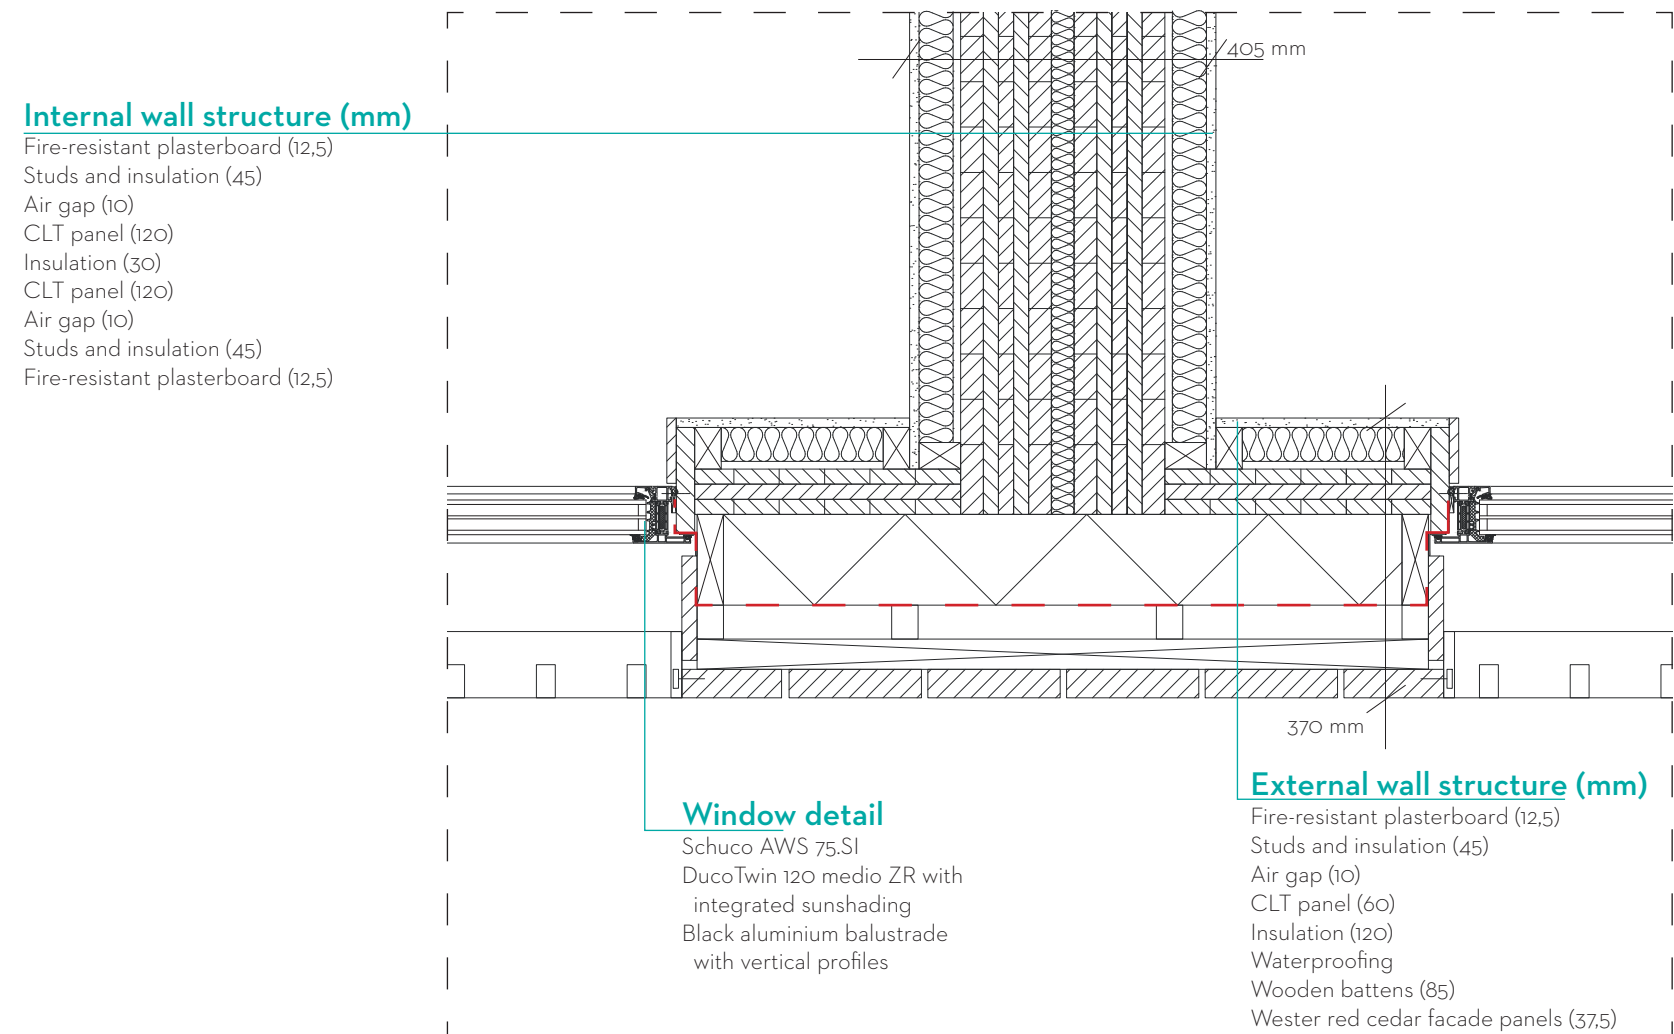 405 mm
Internal wall structure (mm)
Fire-resistant plasterboard (12,5)
Studs and insulation (45)
Air gap (10)
CLT panel (120)
Insulation (30)
CLT panel (120)
Air gap (10)
Studs and insulation (45)
Fire-resistant plasterboard (12,5)
370 mm
Window detail
Schuco AWS 75.SI
DucoTwin 120 medio ZR with
integrated sunshading
Black aluminium balustrade
with vertical profiles
External wall structure (mm)
Fire-resistant plasterboard (12,5)
Studs and insulation (45)
Air gap (10)
CLT panel (60)
Insulation (120)
Waterproofing
Wooden battens (85)
Wester red cedar facade panels (37,5)